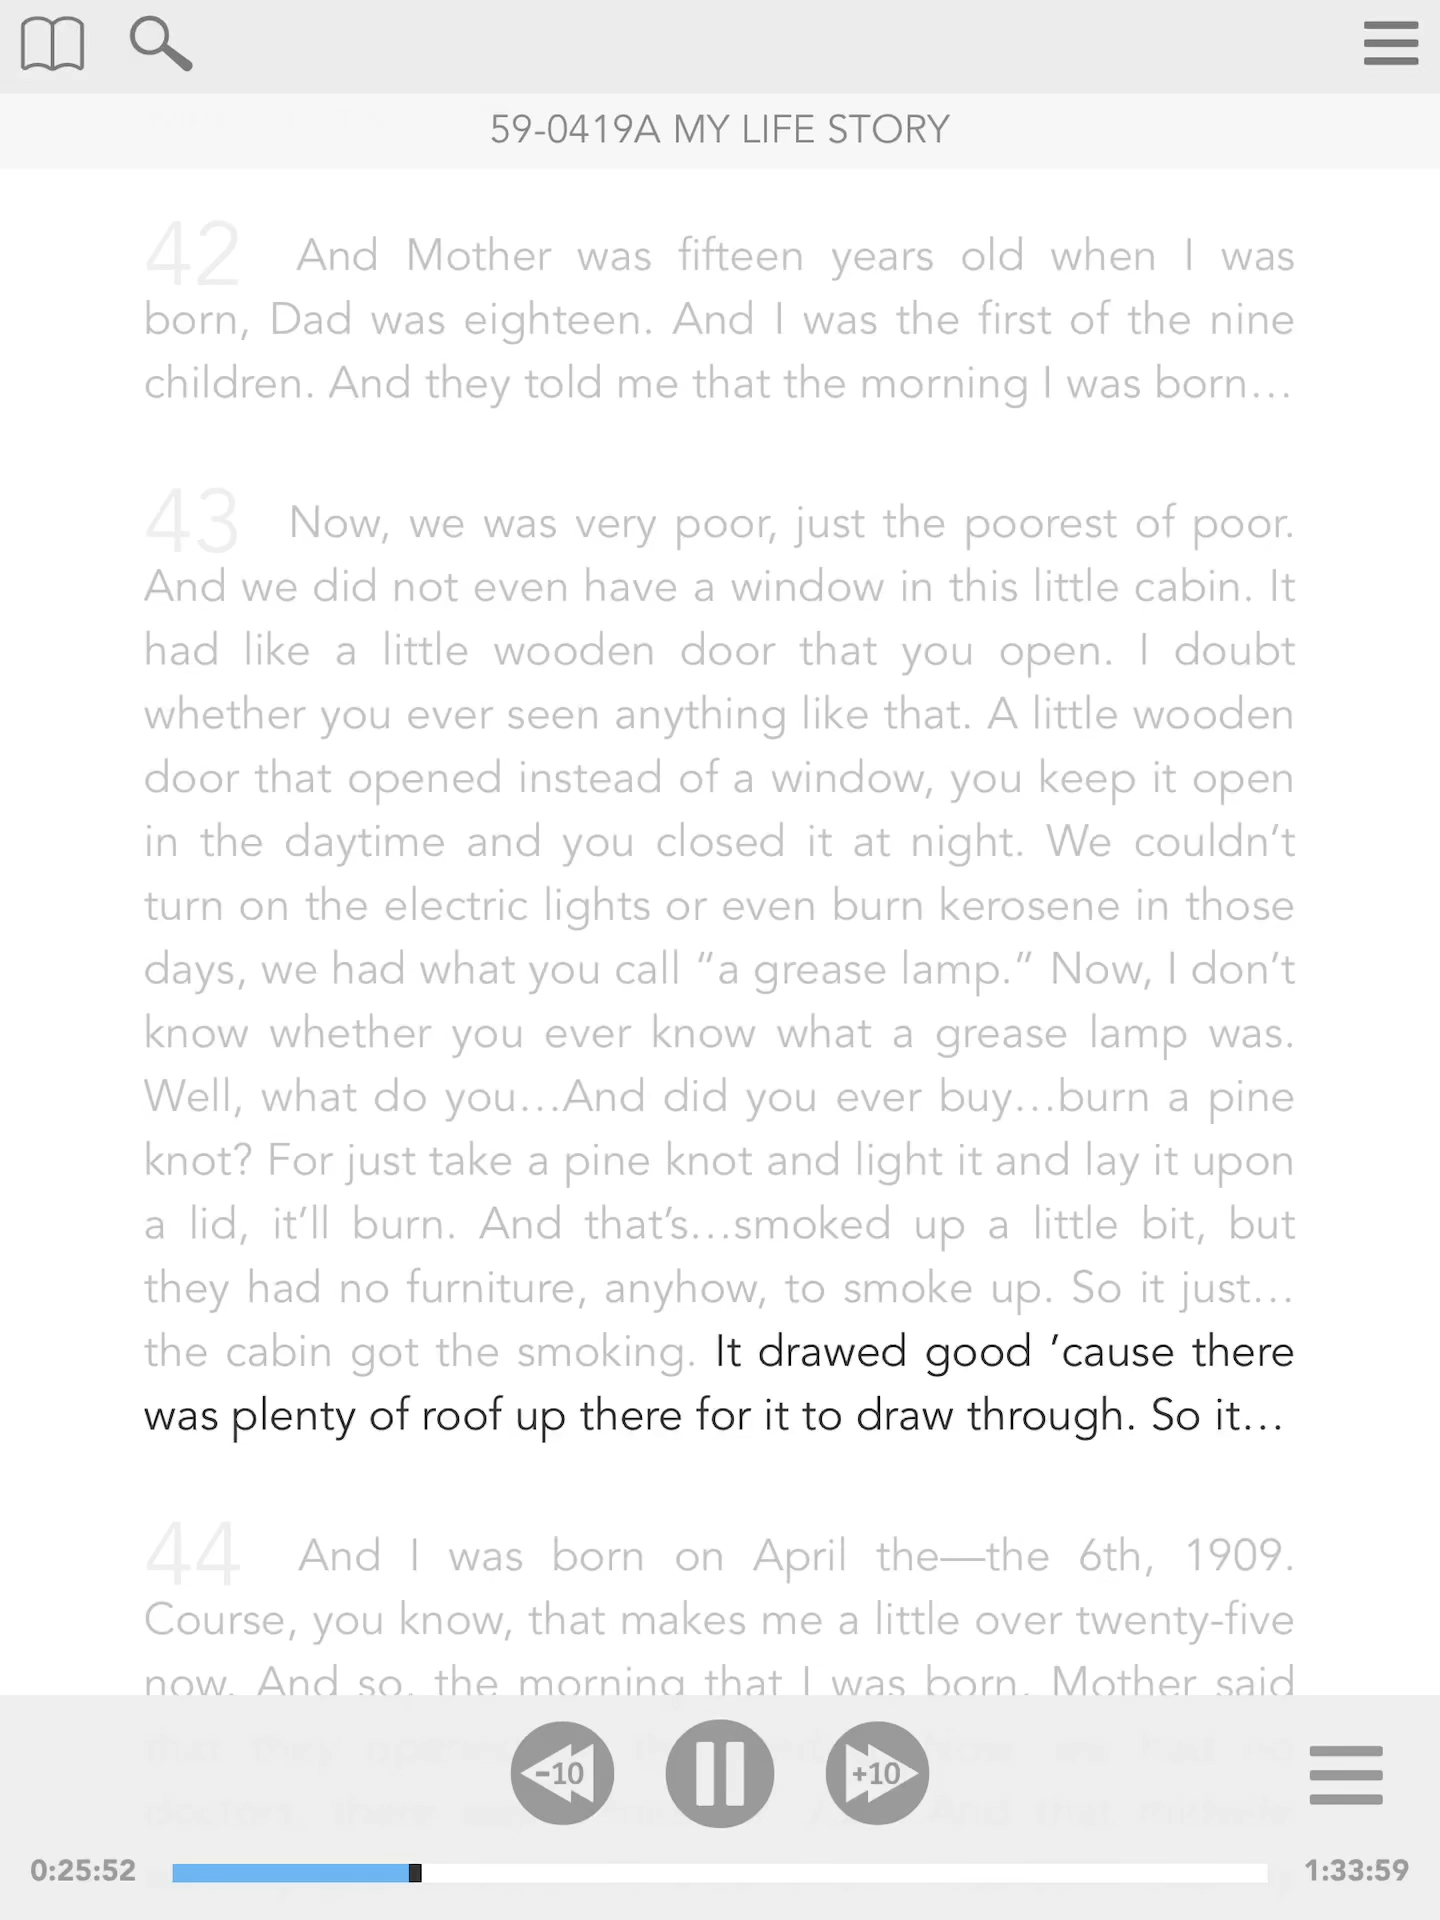 59-0419A MY LIFE STORY
42 And Mother was fifteen years old when I was
born, Dad was eighteen. And I was the first of the nine
children. And they told me that the morning I was born…
43 Now, we was very poor, just the poorest of poor.
And we did not even have a window in this little cabin. It
had like a little wooden door that you open. I doubt
whether you ever seen anything like that. A little wooden
door that opened instead of a window, you keep it open
in the daytime and you closed it at night. We couldn’t
turn on the electric lights or even burn kerosene in those
days, we had what you call “a grease lamp.” Now, I don’t
know whether you ever know what a grease lamp was.
Well, what do you…And did you ever buy…burn a pine
knot? For just take a pine knot and light it and lay it upon
a lid, it’ll burn. And that’s…smoked up a little bit, but
they had no furniture, anyhow, to smoke up. So it just…
the cabin got the smoking. It drawed good ’cause there
was plenty of roof up there for it to draw through. So it…
44 And I was born on April the—the 6th, 1909.
Course, you know, that makes me a little over twenty-five
now. And so, the morning that I was born, Mother said
that they opened
-10 +10
0:25:52 1:33:59